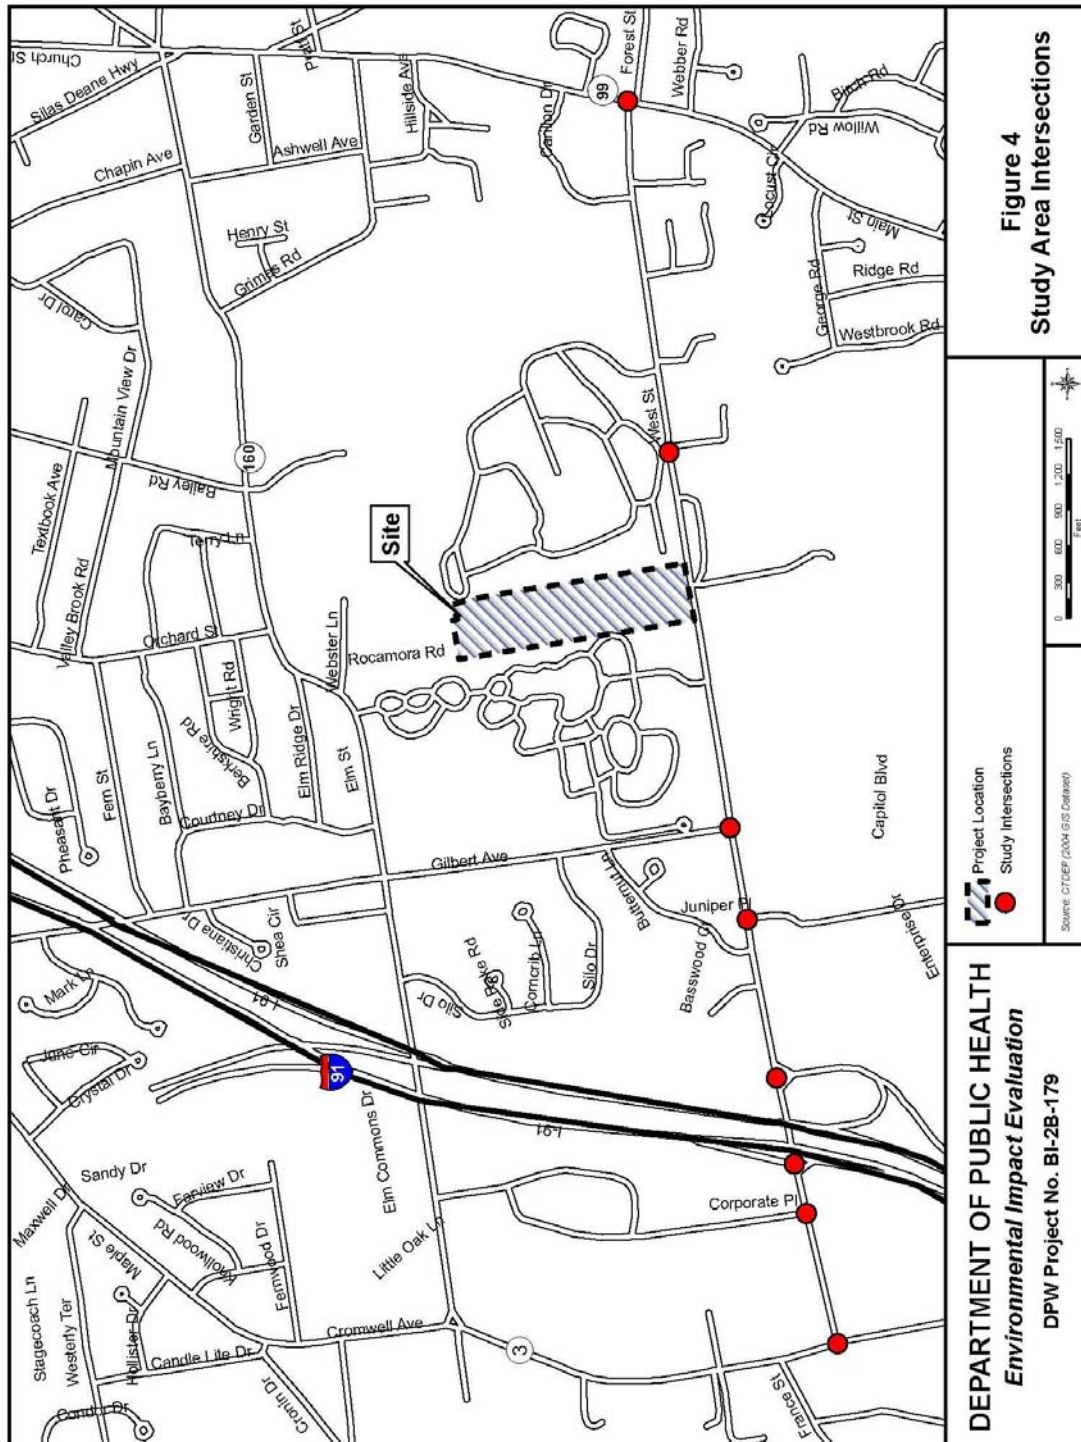 Stagecoach Ln
Westerly Ter
Condor Dr
Hollister Dr
Candle Lite Dr
Cronin Dr
Maxwell Dr
Maple St
Sandy Dr
Knollwood Rd
Farview Dr
Fernwood Dr
Cromwell Ave
3
France St
Little Oak Ln
Elm Commons Dr
Corporate Pl
June Cir
Crystal Dr
Mark Ln
I-91
91
I-91
Christiana Dr
Shea Cir
Silo Dr
Corncrib Ln
Silo Dr
Pheasant Dr
Fern St
Bayberry Ln
Courtney Dr
Berkshire Rd
Wright Rd
Orchard St
Elm Ridge Dr
Elm St
Webster Ln
Rocamora Rd
Gilbert Ave
Butternut Ln
Juniper Pl
Basswood Ct
Enterprise Dr
Capitol Blvd
Valley Brook Rd
Textbook Ave
Mountain View Dr
Bailey Rd
Terry Ln
160
Site
Carol Dr
Silas Deane Hwy
Church St
Chapin Ave
Garden St
Pratt St
Ashwell Ave
Hillside Ave
Henry St
Grimes Rd
Carillon Dr
99
Forest St
Webber Rd
Birch Rd
Willow Rd
Locust Cir
Main St
George Rd
Ridge Rd
Westbrook Rd
West St
DEPARTMENT OF PUBLIC HEALTH
Environmental Impact Evaluation
DPW Project No. BI-2B-179
Project Location
Study Intersections
Source: CTDEP (2004 GIS Dataset)
0 300 600 900 1,200 1,500
Feet
Figure 4
Study Area Intersections